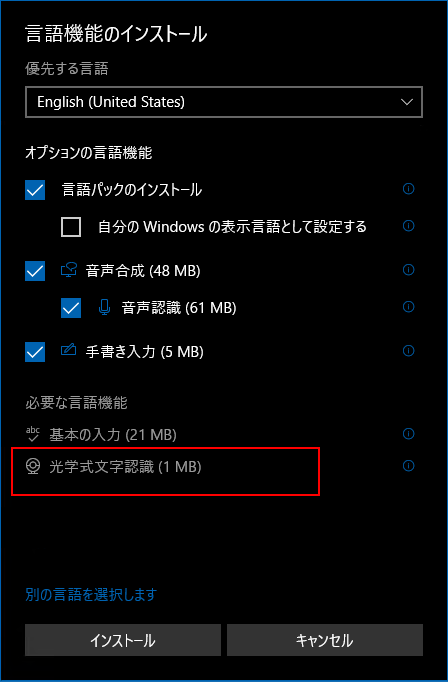 言語機能のインストール
優先する言語
English (United States)
オプションの言語機能
言語パックのインストール
自分の Windows の表示言語として設定する
音声合成 (48 MB)
音声認識 (61 MB)
手書き入力 (5 MB)
必要な言語機能
abc 基本の入力 (21 MB)
光学式文字認識 (1 MB)
別の言語を選択します
インストール
キャンセル